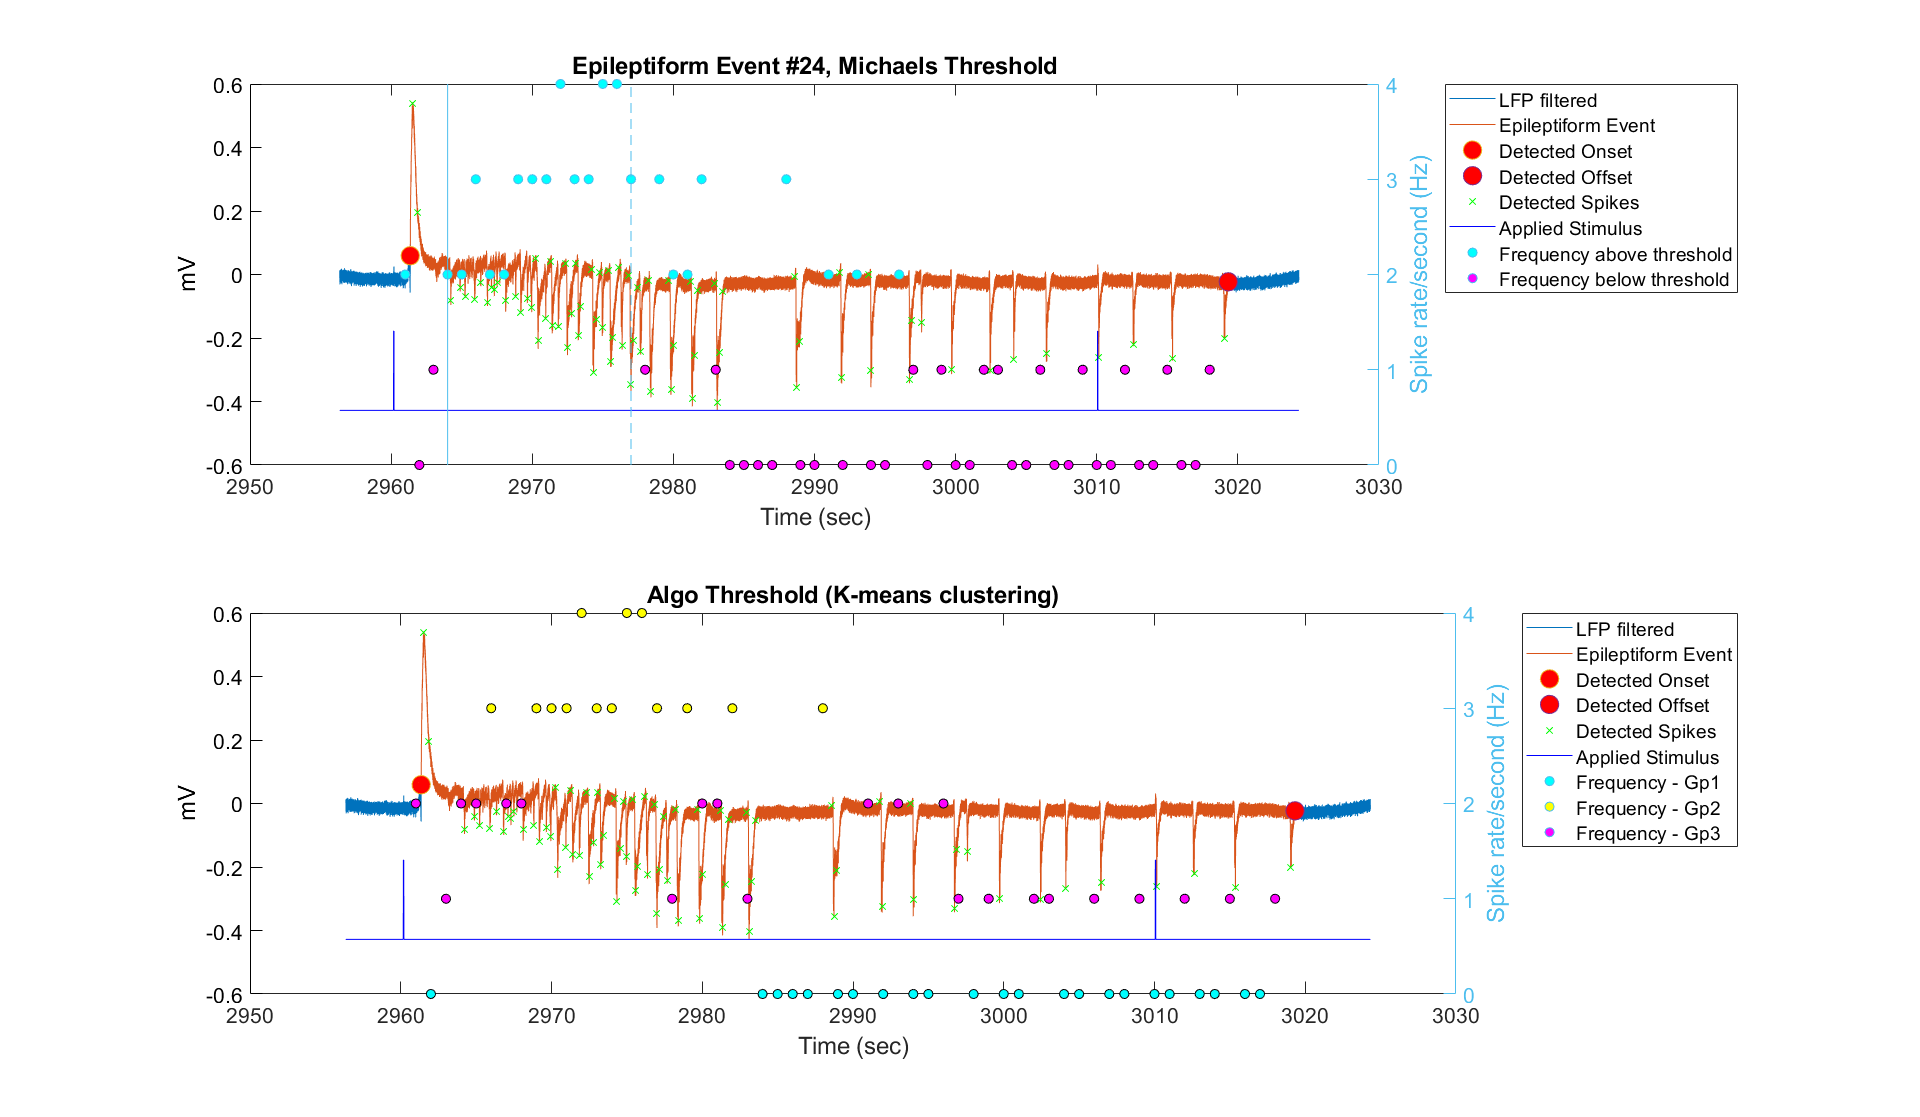 Epileptiform Event #24, Michaels Threshold
0.6
0.4
0.2
0
-0.2
-0.4
-0.6
mV
2950
2960
2970
2980
2990
3000
3010
3020
3030
Time (sec)
4
3
2
1
0
Spike rate/second (Hz)
LFP filtered
Epileptiform Event
Detected Onset
Detected Offset
Detected Spikes
Applied Stimulus
Frequency above threshold
Frequency below threshold
Algo Threshold (K-means clustering)
0.6
0.4
0.2
0
-0.2
-0.4
-0.6
mV
2950
2960
2970
2980
2990
3000
3010
3020
3030
Time (sec)
4
3
2
1
0
Spike rate/second (Hz)
LFP filtered
Epileptiform Event
Detected Onset
Detected Offset
Detected Spikes
Applied Stimulus
Frequency - Gp1
Frequency - Gp2
Frequency - Gp3